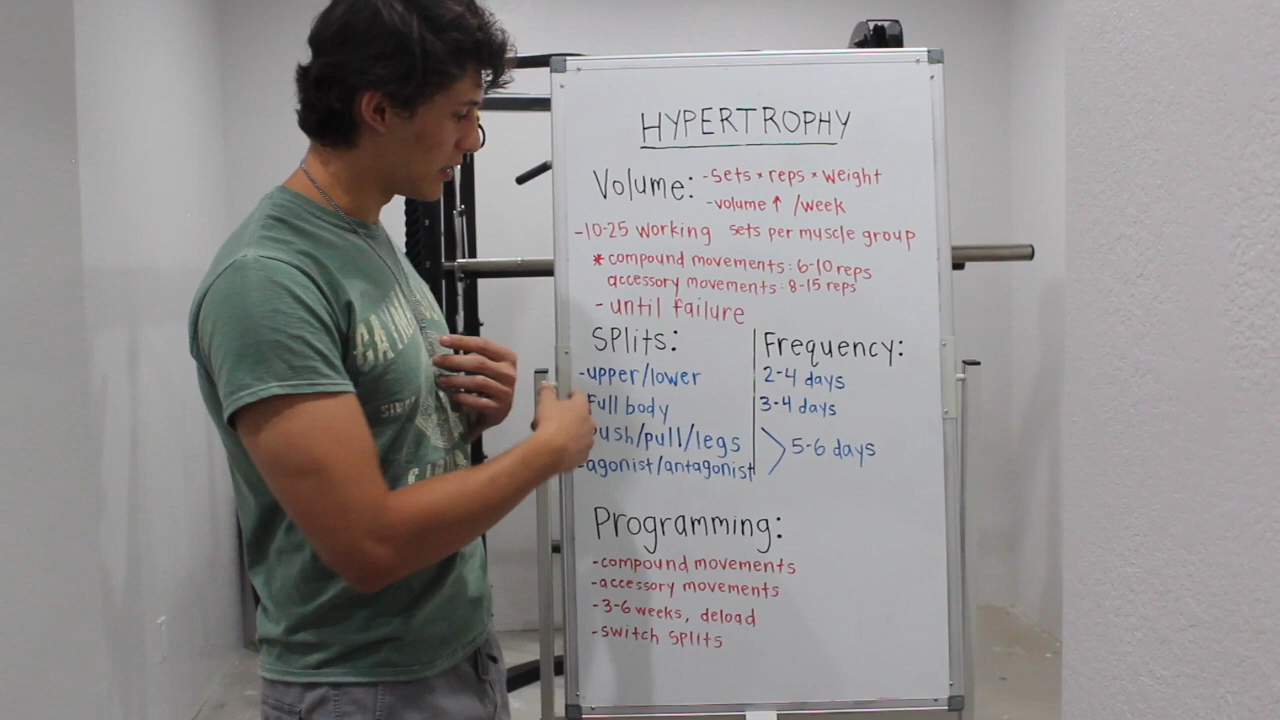 HYPERTROPHY
Volume: -sets × reps × weight
-volume ↑ /week
-10-25 working sets per muscle group
* compound movements: 6-10 reps
accessory movements: 8-15 reps
- until failure
Splits:
-upper/lower
Full body
push/pull/legs
-agonist/antagonist
Frequency:
2-4 days
3-4 days
5-6 days
Programming:
-compound movements
-accessory movements
-3-6 weeks, deload
-switch splits